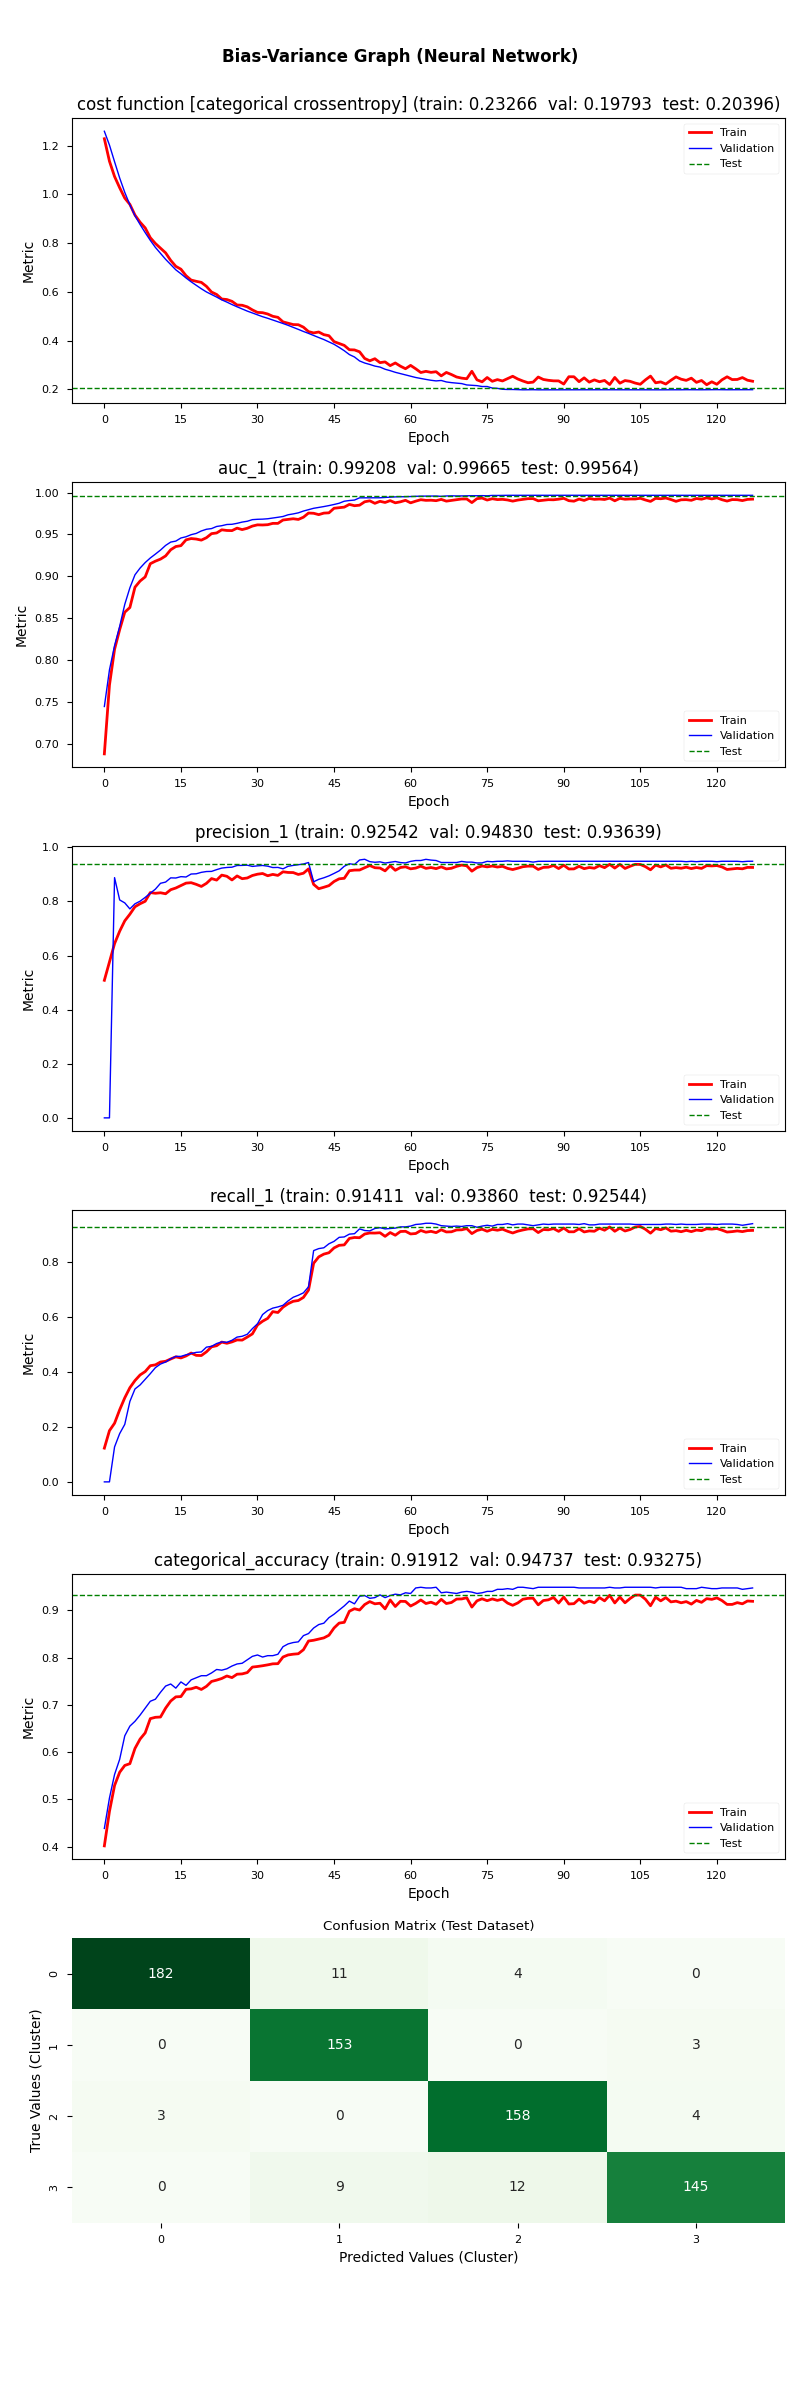 Bias-Variance Graph (Neural Network)
cost function [categorical crossentropy] (train: 0.23266  val: 0.19793  test: 0.20396)
1.2
1.0
0.8
0.6
0.4
0.2
Metric
Train
Validation
Test
0 15 30 45 60 75 90 105 120
Epoch
auc_1 (train: 0.99208  val: 0.99665  test: 0.99564)
1.00
0.95
0.90
0.85
0.80
0.75
0.70
Metric
Train
Validation
Test
0 15 30 45 60 75 90 105 120
Epoch
precision_1 (train: 0.92542  val: 0.94830  test: 0.93639)
1.0
0.8
0.6
0.4
0.2
0.0
Metric
Train
Validation
Test
0 15 30 45 60 75 90 105 120
Epoch
recall_1 (train: 0.91411  val: 0.93860  test: 0.92544)
0.8
0.6
0.4
0.2
0.0
Metric
Train
Validation
Test
0 15 30 45 60 75 90 105 120
Epoch
categorical_accuracy (train: 0.91912  val: 0.94737  test: 0.93275)
0.9
0.8
0.7
0.6
0.5
0.4
Metric
Train
Validation
Test
0 15 30 45 60 75 90 105 120
Epoch
Confusion Matrix (Test Dataset)
True Values (Cluster)
0 182 11 4 0
1 0 153 0 3
2 3 0 158 4
3 0 9 12 145
0 1 2 3
Predicted Values (Cluster)